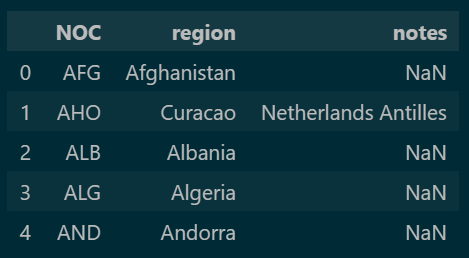 NOC region notes
0 AFG Afghanistan NaN
1 AHO Curacao Netherlands Antilles
2 ALB Albania NaN
3 ALG Algeria NaN
4 AND Andorra NaN